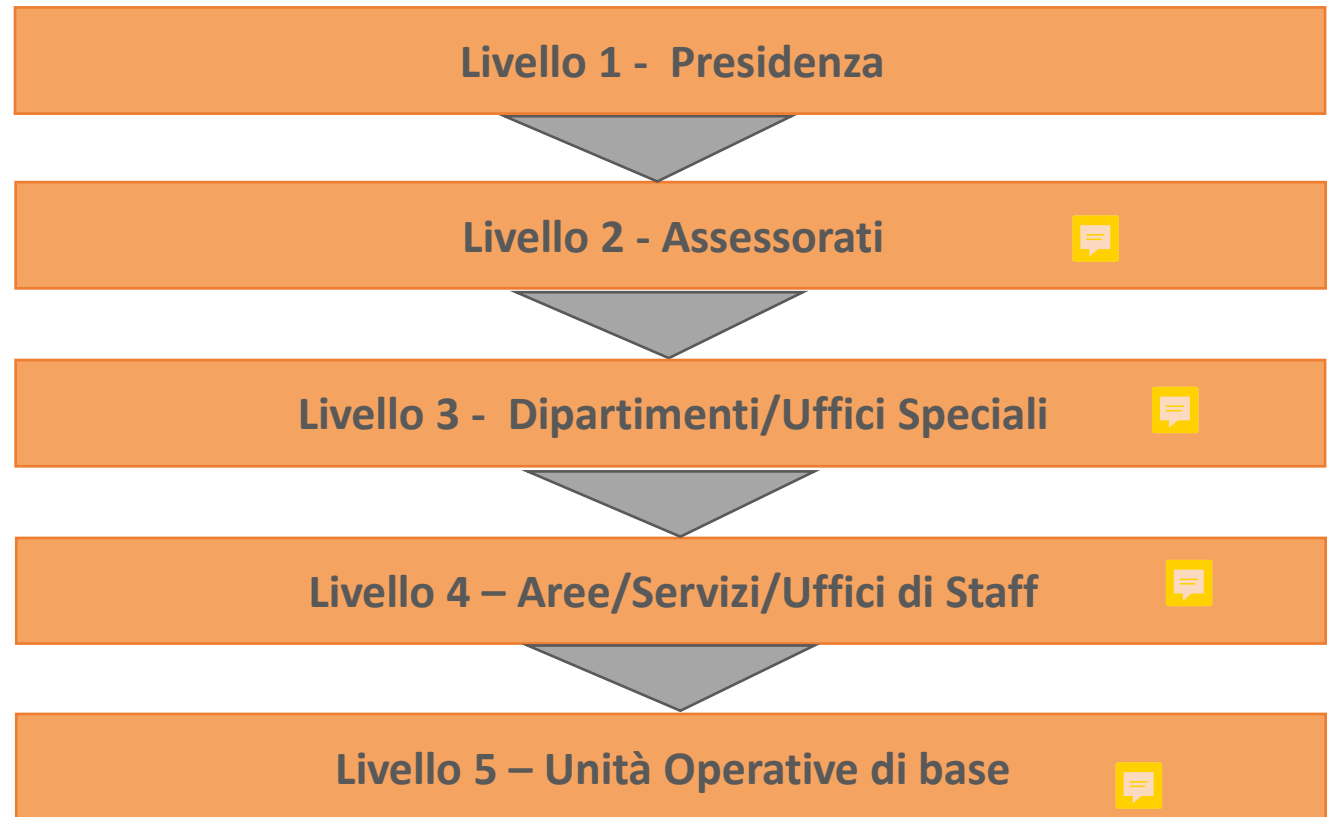 Livello 1 - Presidenza
Livello 2 - Assessorati
Livello 3 - Dipartimenti/Uffici Speciali
Livello 4 – Aree/Servizi/Uffici di Staff
Livello 5 – Unità Operative di base